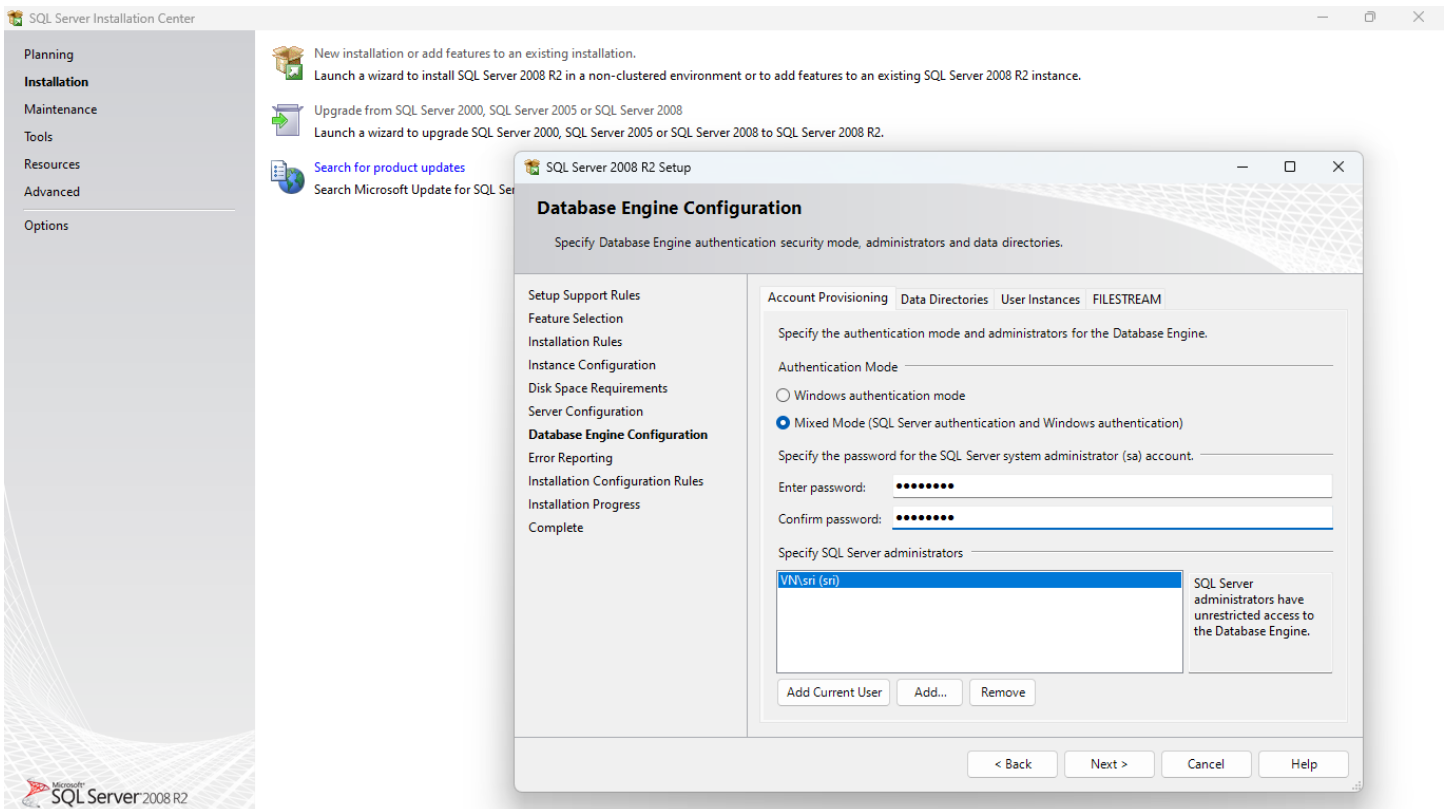 SQL Server Installation Center
Planning
Installation
Maintenance
Tools
Resources
Advanced
Options
New installation or add features to an existing installation.
Launch a wizard to install SQL Server 2008 R2 in a non-clustered environment or to add features to an existing SQL Server 2008 R2 instance.
Upgrade from SQL Server 2000, SQL Server 2005 or SQL Server 2008
Launch a wizard to upgrade SQL Server 2000, SQL Server 2005 or SQL Server 2008 to SQL Server 2008 R2.
Search for product updates
Search Microsoft Update for SQL Ser
SQL Server 2008 R2 Setup
Database Engine Configuration
Specify Database Engine authentication security mode, administrators and data directories.
Setup Support Rules
Feature Selection
Installation Rules
Instance Configuration
Disk Space Requirements
Server Configuration
Database Engine Configuration
Error Reporting
Installation Configuration Rules
Installation Progress
Complete
Account Provisioning Data Directories User Instances FILESTREAM
Specify the authentication mode and administrators for the Database Engine.
Authentication Mode
Windows authentication mode
Mixed Mode (SQL Server authentication and Windows authentication)
Specify the password for the SQL Server system administrator (sa) account.
Enter password: ●●●●●●●●
Confirm password: ●●●●●●●●
Specify SQL Server administrators
VN\sri (sri)
SQL Server
administrators have
unrestricted access to
the Database Engine.
Add Current User Add... Remove
< Back Next > Cancel Help
Microsoft
SQL Server 2008 R2